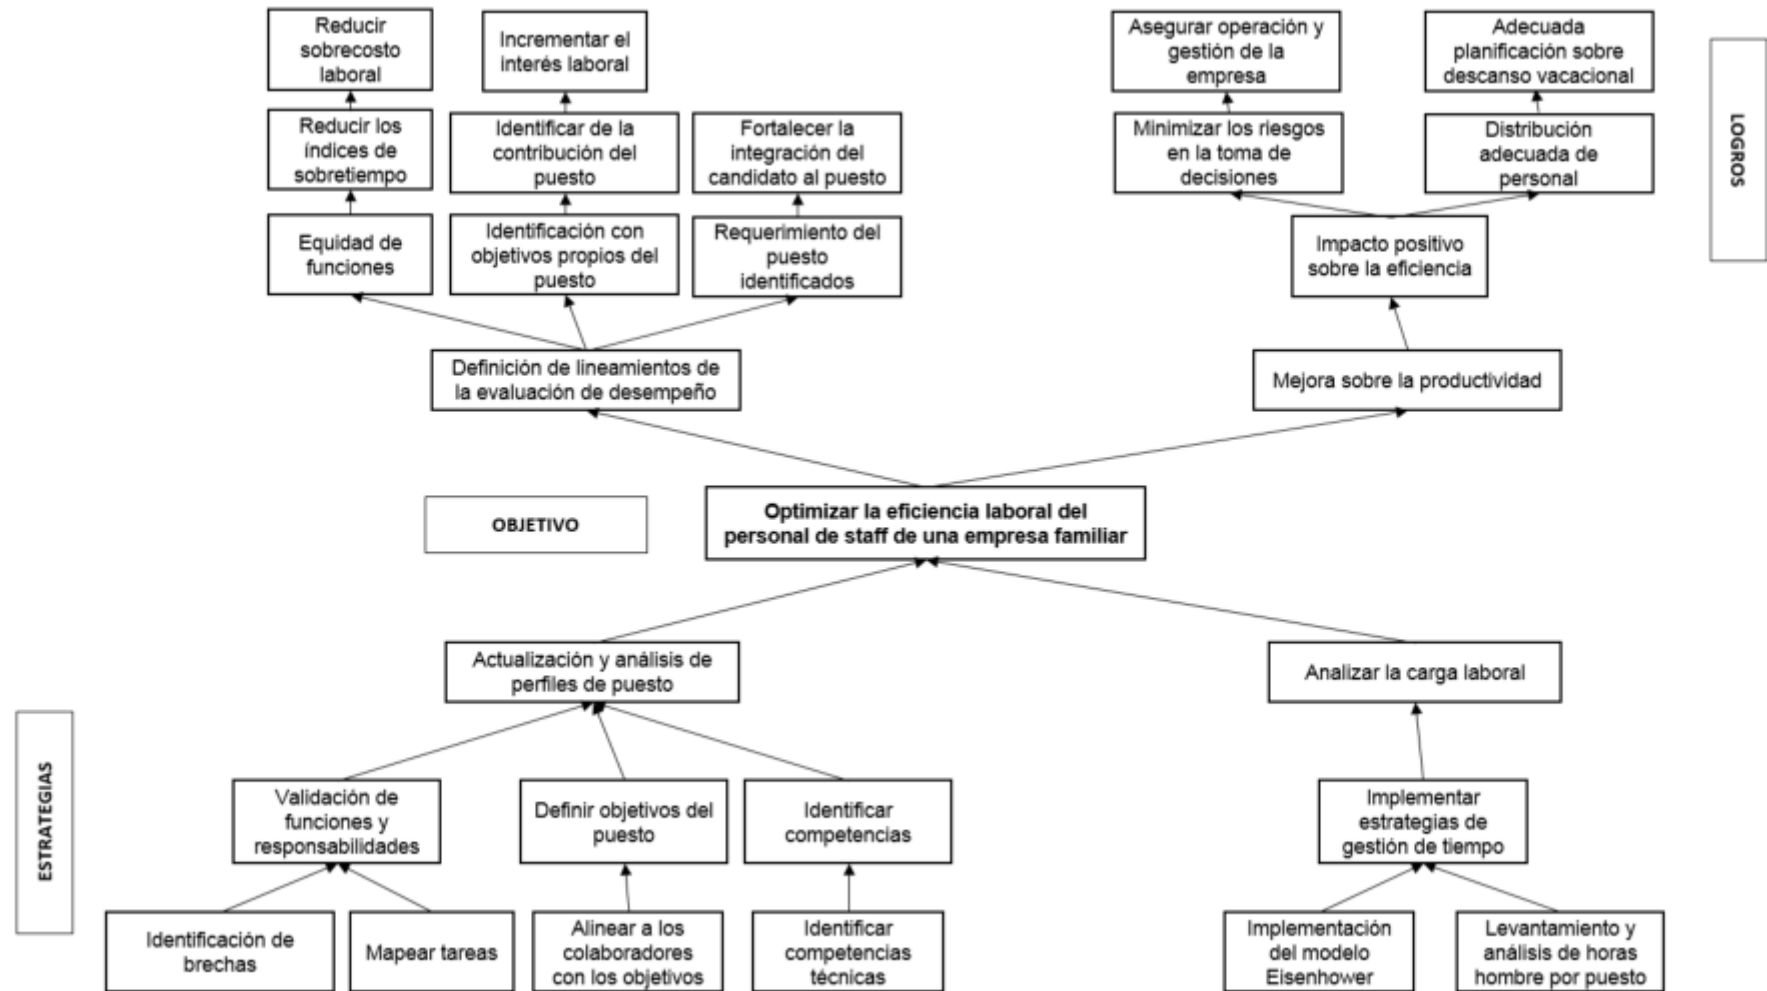 Reducir
sobrecosto
laboral
Incrementar el
interés laboral
Asegurar operación y
gestión de la
empresa
Adecuada
planificación sobre
descanso vacacional
LOGROS
Reducir los
índices de
sobretiempo
Identificar de la
contribución del
puesto
Fortalecer la
integración del
candidato al puesto
Minimizar los riesgos
en la toma de
decisiones
Distribución
adecuada de
personal
Equidad de
funciones
Identificación con
objetivos propios del
puesto
Requerimiento del
puesto
identificados
Impacto positivo
sobre la eficiencia
Definición de lineamientos de
la evaluación de desempeño
Mejora sobre la productividad
OBJETIVO
Optimizar la eficiencia laboral del
personal de staff de una empresa familiar
Actualización y análisis de
perfiles de puesto
Analizar la carga laboral
ESTRATEGIAS
Validación de
funciones y
responsabilidades
Definir objetivos del
puesto
Identificar
competencias
Implementar
estrategias de
gestión de tiempo
Identificación de
brechas
Mapear tareas
Alinear a los
colaboradores
con los objetivos
Identificar
competencias
técnicas
Implementación
del modelo
Eisenhower
Levantamiento y
análisis de horas
hombre por puesto